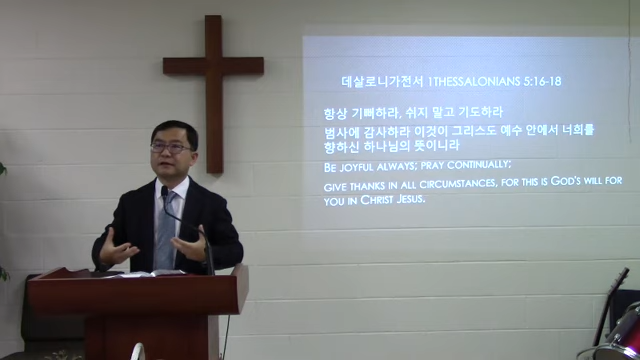 데살로니가전서 1THESSALONIANS 5:16-18
항상 기뻐하라, 쉬지 말고 기도하라
범사에 감사하라 이것이 그리스도 예수 안에서 너희를
향하신 하나님의 뜻이니라
BE JOYFUL ALWAYS; PRAY CONTINUALLY;
GIVE THANKS IN ALL CIRCUMSTANCES, FOR THIS IS GOD'S WILL FOR
YOU IN CHRIST JESUS.